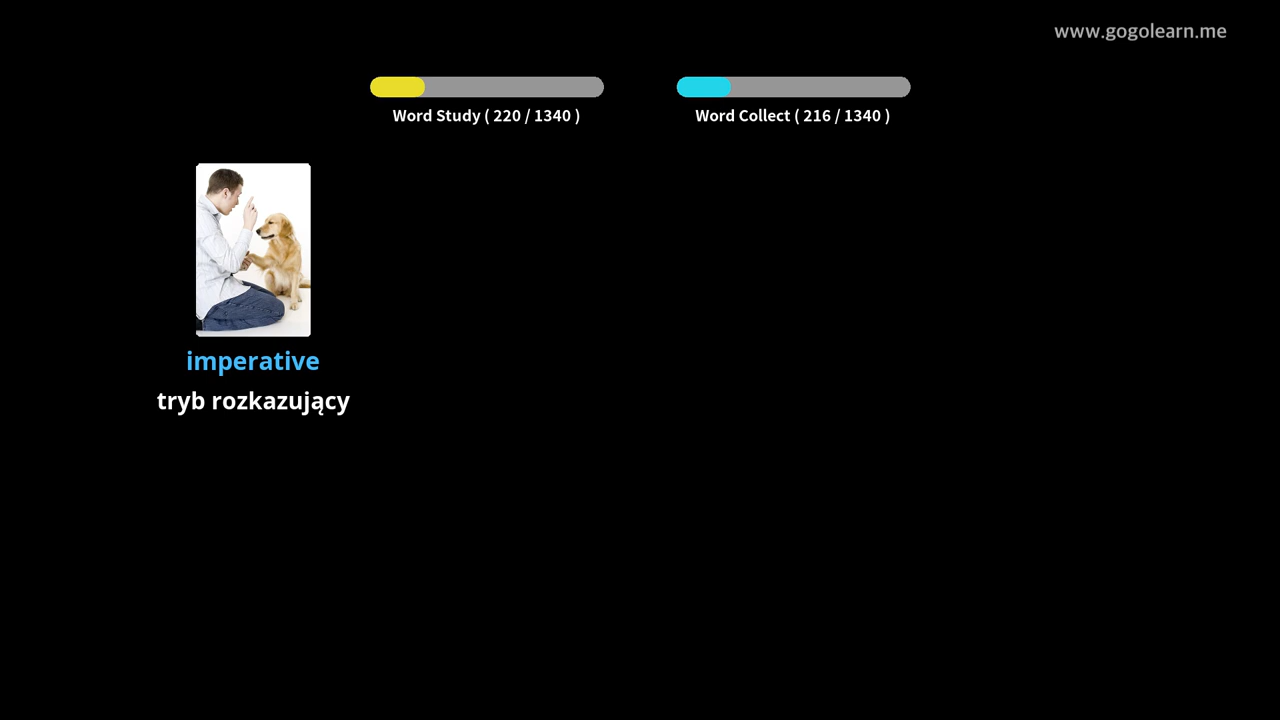 www.gogolearn.me
Word Study ( 220 / 1340 )
Word Collect ( 216 / 1340 )
imperative
tryb rozkazujący